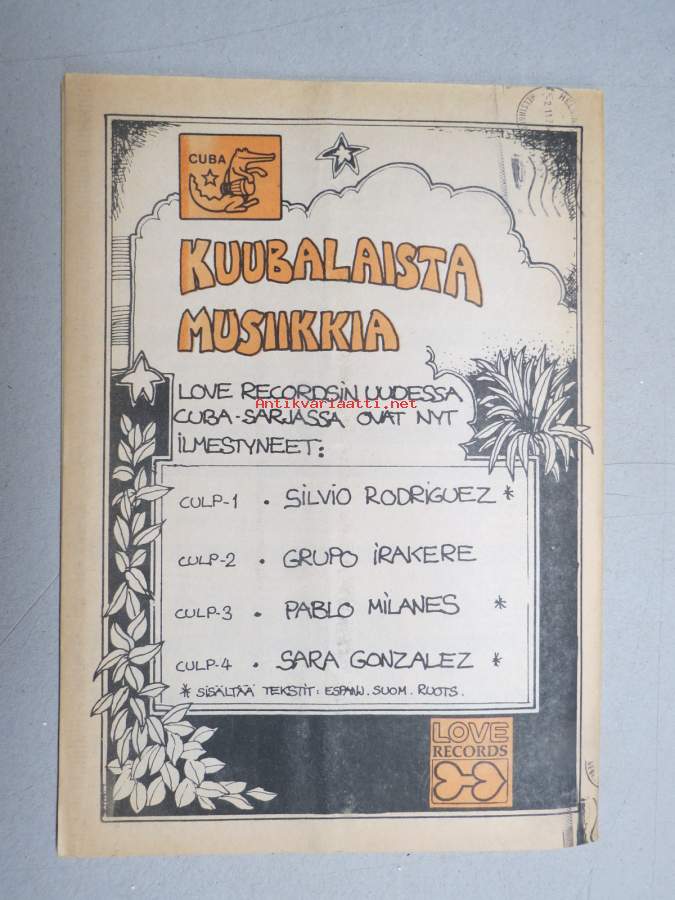 CUBA
KUUBALAISTA
MUSIIKKIA
LOVE RECORDSIN UUDESSA
CUBA-SARJASSA OVAT NYT
Antikvariaatti.net
ILMESTYNEET:
CULP-1 . SILVIO RODRIGUEZ *
CULP-2 . GRUPO IRAKERE
CULP-3 . PABLO MILANES *
CULP-4 . SARA GONZALEZ *
* SISÄLTÄÄ TEKSTIT: ESPANJ. SUOM. RUOTS.
LOVE
RECORDS